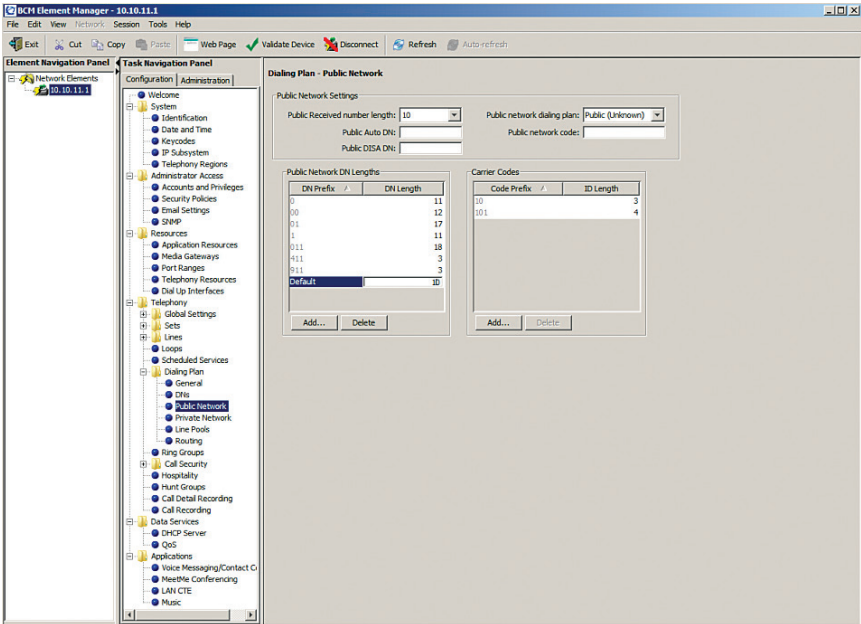 BCM Element Manager - 10.10.11.1
File Edit View Network Session Tools Help
Exit Cut Copy Paste Web Page Validate Device Disconnect Refresh Auto-refresh
Element Navigation Panel
Network Elements
10.10.11.1
Task Navigation Panel
Configuration Administration
Welcome
System
Identification
Date and Time
Keycodes
IP Subsystem
Telephony Regions
Administrator Access
Accounts and Privileges
Security Policies
Email Settings
SNMP
Resources
Application Resources
Media Gateways
Port Ranges
Telephony Resources
Dial Up Interfaces
Telephony
Global Settings
Sets
Lines
Loops
Scheduled Services
Dialing Plan
General
DNs
Public Network
Private Network
Line Pools
Routing
Ring Groups
Call Security
Hospitality
Hunt Groups
Call Detail Recording
Call Recording
Data Services
DHCP Server
QoS
Applications
Voice Messaging/Contact C
MeetMe Conferencing
LAN CTE
Music
Dialing Plan - Public Network
Public Network Settings
Public Received number length: 10
Public network dialing plan: Public (Unknown)
Public Auto DN:
Public network code:
Public DISA DN:
Public Network DN Lengths
DN Prefix DN Length
0 11
00 12
01 17
1 11
011 18
411 3
911 3
Default 10
Add... Delete
Carrier Codes
Code Prefix ID Length
10 3
101 4
Add... Delete